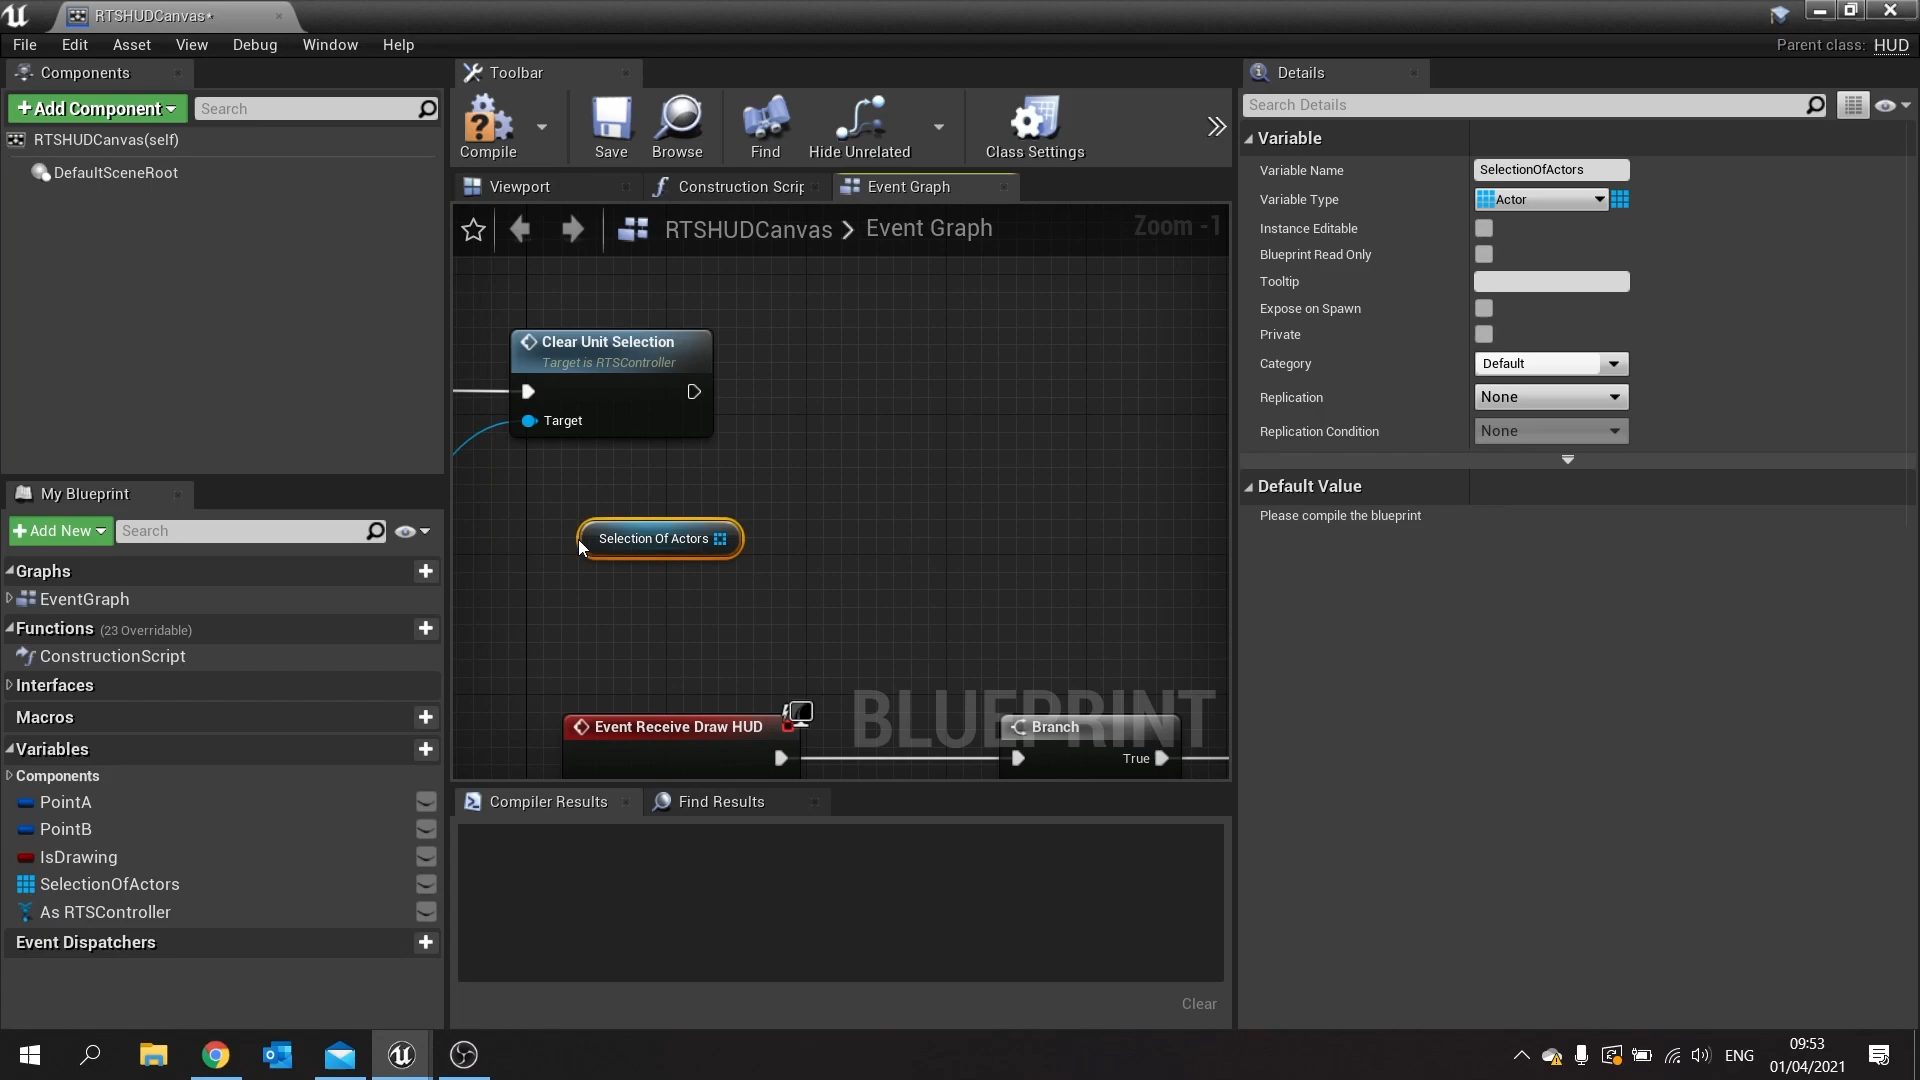 RTSHUDCanvas*
File Edit Asset View Debug Window Help
Parent class: HUD
Components
+Add Component
Search
RTSHUDCanvas(self)
DefaultSceneRoot
My Blueprint
+Add New
Search
Graphs
EventGraph
Functions (23 Overridable)
ConstructionScript
Interfaces
Macros
Variables
Components
PointA
PointB
IsDrawing
SelectionOfActors
As RTSController
Event Dispatchers
Toolbar
Compile Save Browse Find Hide Unrelated Class Settings
Viewport Construction Scrip Event Graph
RTSHUDCanvas > Event Graph
Zoom -1
Clear Unit Selection
Target is RTSController
Target
Selection Of Actors
Event Receive Draw HUD
BLUEPRINT
Branch
True
Compiler Results Find Results
Clear
Details
Search Details
Variable
Variable Name SelectionOfActors
Variable Type Actor
Instance Editable
Blueprint Read Only
Tooltip
Expose on Spawn
Private
Category Default
Replication None
Replication Condition None
Default Value
Please compile the blueprint
ENG
09:53
01/04/2021